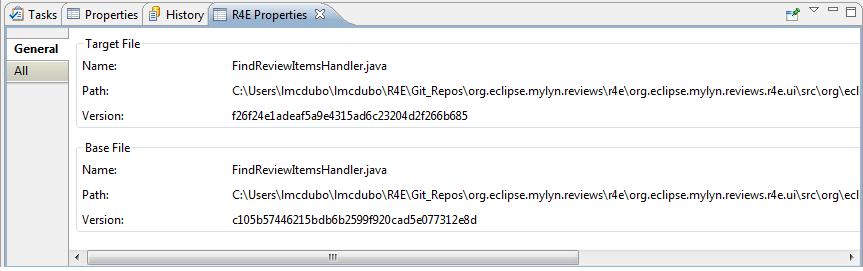 Tasks Properties History R4E Properties
General
All
Target File
Name: FindReviewItemsHandler.java
Path: C:\Users\lmcdubo\lmcdubo\R4E\Git_Repos\org.eclipse.mylyn.reviews\r4e\org.eclipse.mylyn.reviews.r4e.ui\src\org\ecl
Version: f26f24e1adeaf5a9e4315ad6c23204d2f266b685
Base File
Name: FindReviewItemsHandler.java
Path: C:\Users\lmcdubo\lmcdubo\R4E\Git_Repos\org.eclipse.mylyn.reviews\r4e\org.eclipse.mylyn.reviews.r4e.ui\src\org\ecl
Version: c105b57446215bdb6b2599f920cad5e077312e8d